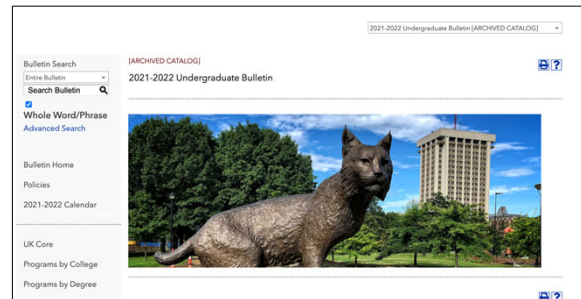 2021-2022 Undergraduate Bulletin [ARCHIVED CATALOG]
Bulletin Search
Entire Bulletin
Search Bulletin
Whole Word/Phrase
Advanced Search
Bulletin Home
Policies
2021-2022 Calendar
UK Core
Programs by College
Programs by Degree
[ARCHIVED CATALOG]
2021-2022 Undergraduate Bulletin
?
?